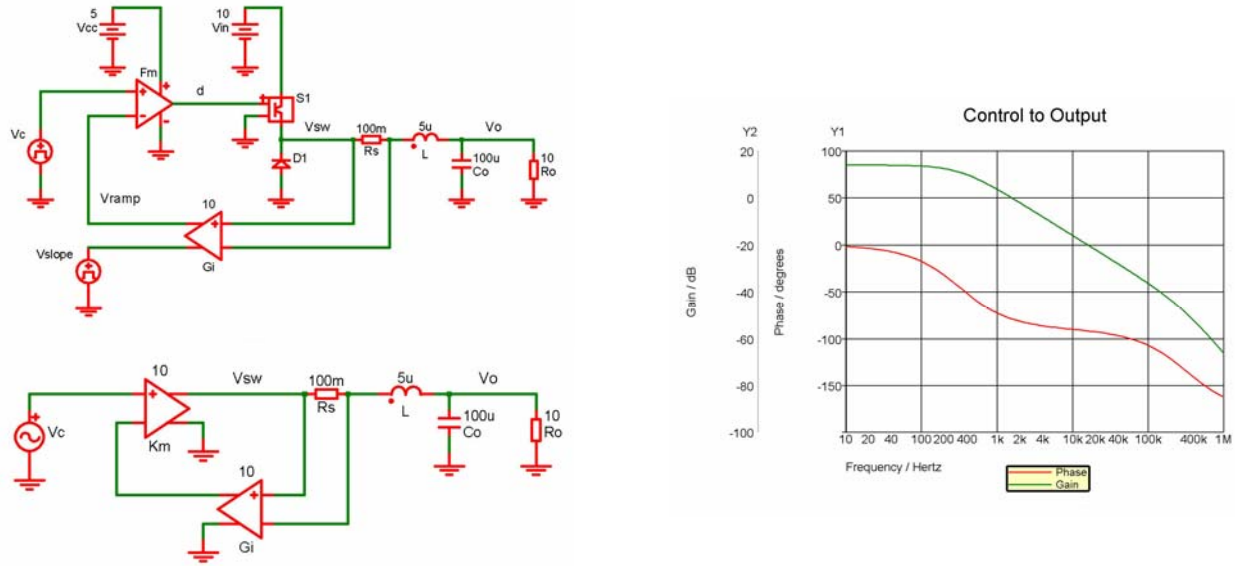 5
Vcc
10
Vin
Fm
d
S1
Vc
Vsw
100m
Rs
5u
L
Vo
100u
Co
10
Ro
D1
Vramp
10
Gi
Vslope
10
Km
Vc
Vsw
100m
Rs
5u
L
Vo
100u
Co
10
Ro
10
Gi
Control to Output
Y2 Y1
20 100
0 50
-20 0
-40 -50
-60 -100
-80 -150
-100
Gain / dB
Phase / degrees
10 20 40 100 200 400 1k 2k 4k 10k 20k 40k 100k 400k 1M
Frequency / Hertz
Phase
Gain